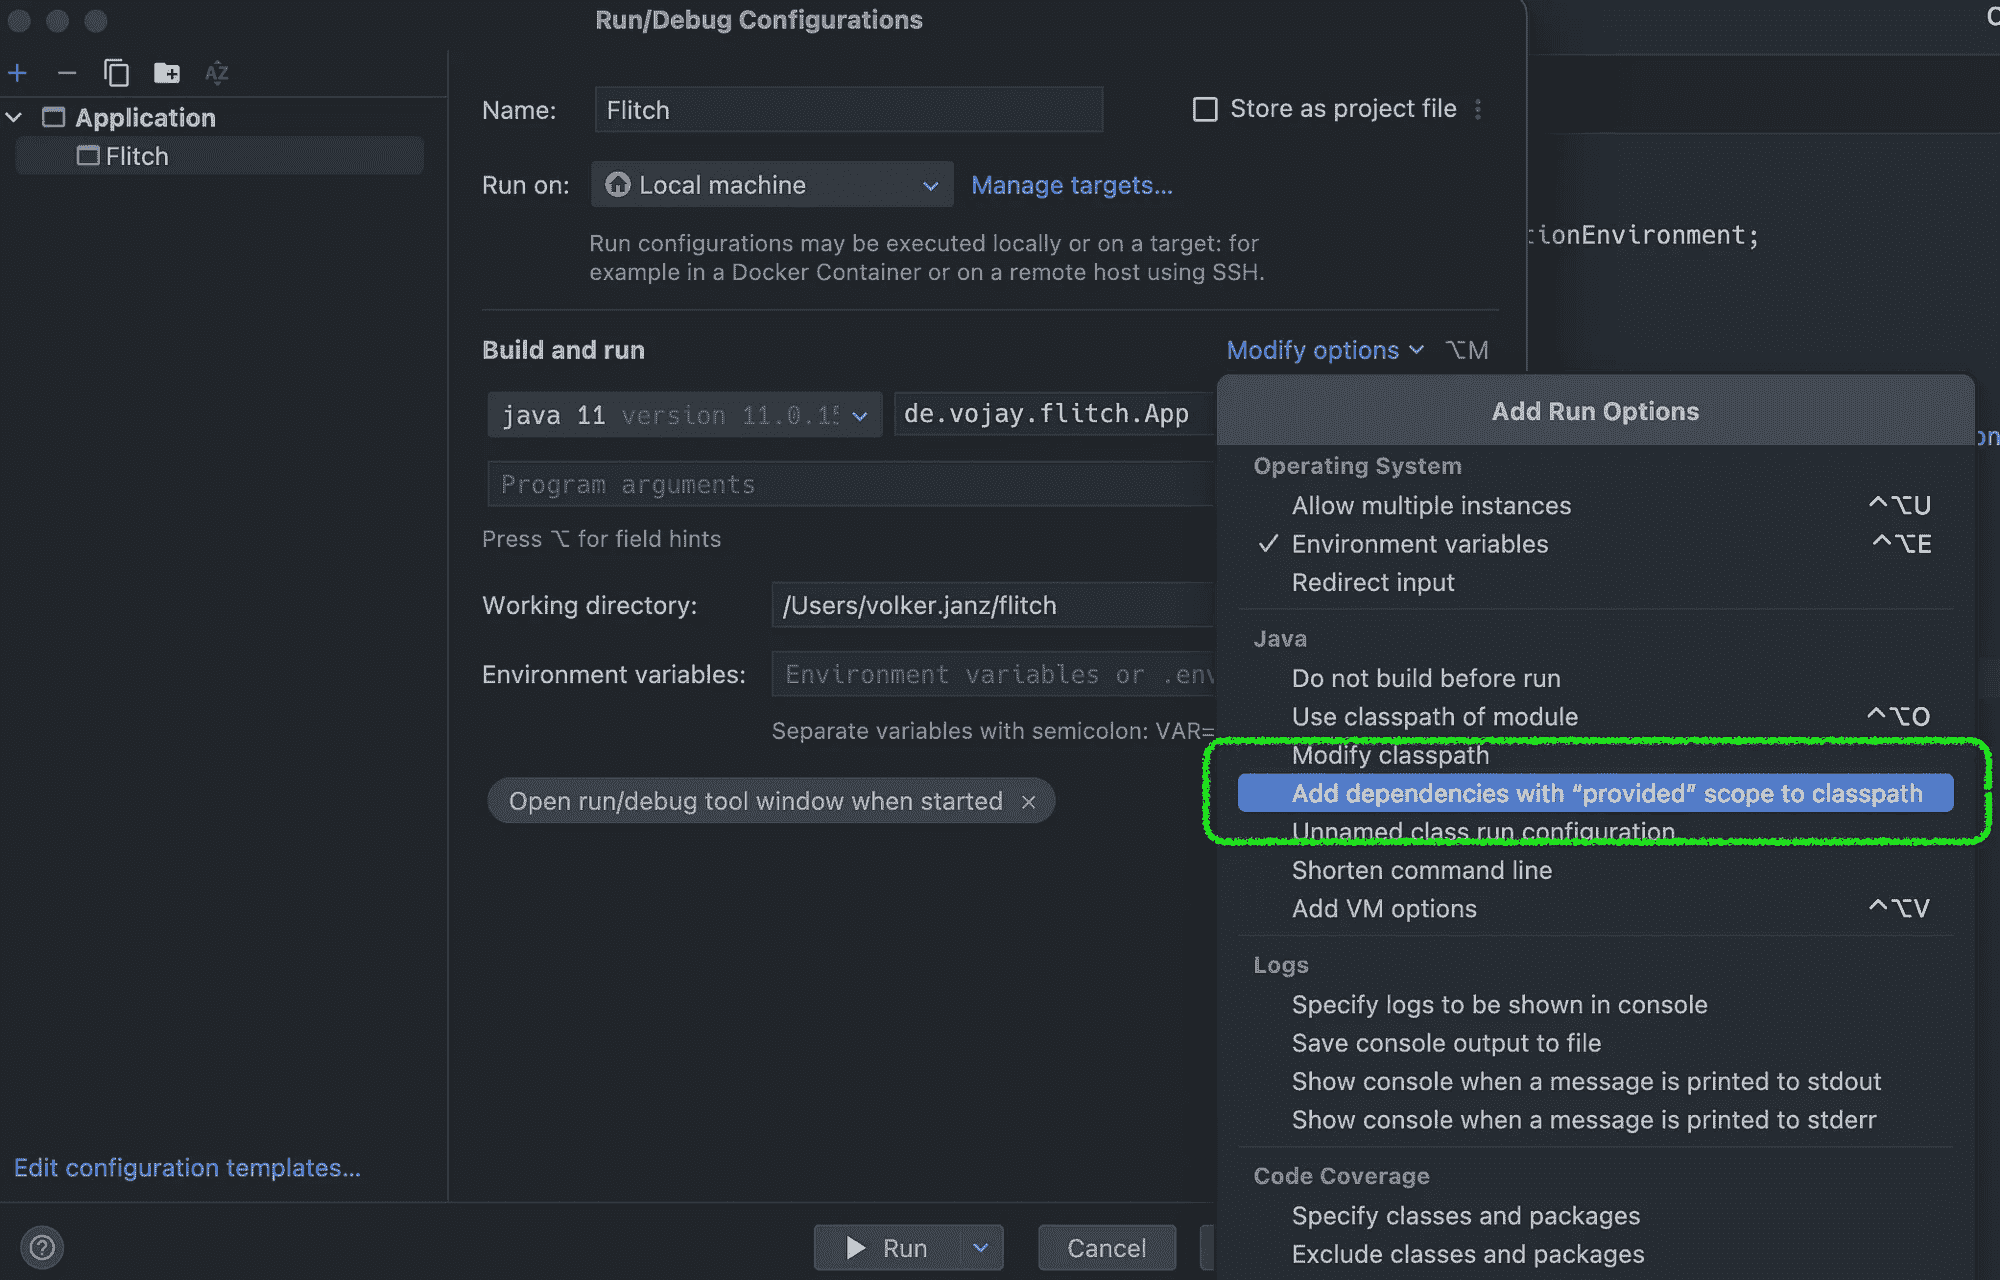 Run/Debug Configurations
Application
Flitch
Edit configuration templates...
Name:
Flitch
Store as project file
Run on:
Local machine
Manage targets...
Run configurations may be executed locally or on a target: for
example in a Docker Container or on a remote host using SSH.
Build and run
Modify options
⌥M
java 11 version 11.0.15
de.vojay.flitch.App
Program arguments
Press ⌥ for field hints
Working directory:
/Users/volker.janz/flitch
Environment variables:
Environment variables or .env
Separate variables with semicolon: VAR=
Open run/debug tool window when started ×
Run
Cancel
tionEnvironment;
on
Add Run Options
Operating System
Allow multiple instances ^⌥U
✓ Environment variables ^⌥E
Redirect input
Java
Do not build before run
Use classpath of module ^⌥O
Modify classpath
Add dependencies with “provided” scope to classpath
Unnamed class run configuration
Shorten command line
Add VM options ^⌥V
Logs
Specify logs to be shown in console
Save console output to file
Show console when a message is printed to stdout
Show console when a message is printed to stderr
Code Coverage
Specify classes and packages
Exclude classes and packages